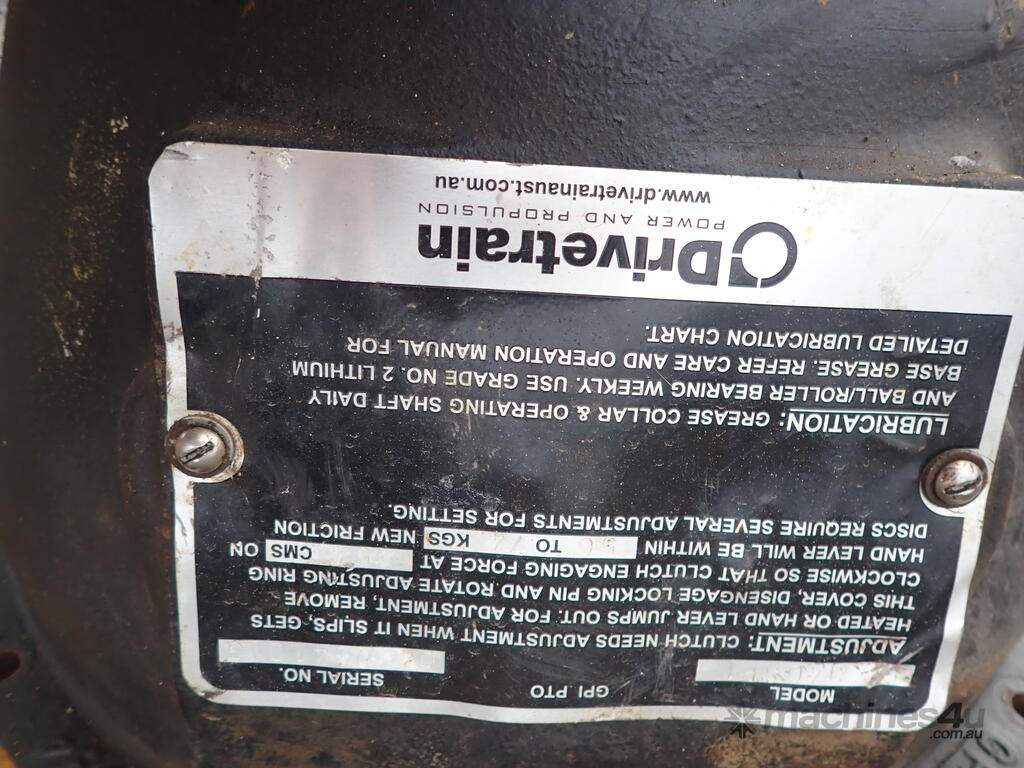 MODEL GPI PTO SERIAL NO.
ADJUSTMENT: CLUTCH NEEDS ADJUSTMENT WHEN IT SLIPS, GETS
HEATED OR HAND LEVER JUMPS OUT. FOR ADJUSTMENT, REMOVE
THIS COVER, DISENGAGE LOCKING PIN AND ROTATE ADJUSTING RING
CLOCKWISE SO THAT CLUTCH ENGAGING FORCE AT CMS ON
HAND LEVER WILL BE WITHIN TO KGS NEW FRICTION
DISCS REQUIRE SEVERAL ADJUSTMENTS FOR SETTING.
LUBRICATION: GREASE COLLAR & OPERATING SHAFT DAILY
AND BALL/ROLLER BEARING WEEKLY. USE GRADE NO. 2 LITHIUM
BASE GREASE. REFER CARE AND OPERATION MANUAL FOR
DETAILED LUBRICATION CHART.
Drivetrain
POWER AND PROPULSION
www.drivetrainaust.com.au
machines4u
.com.au